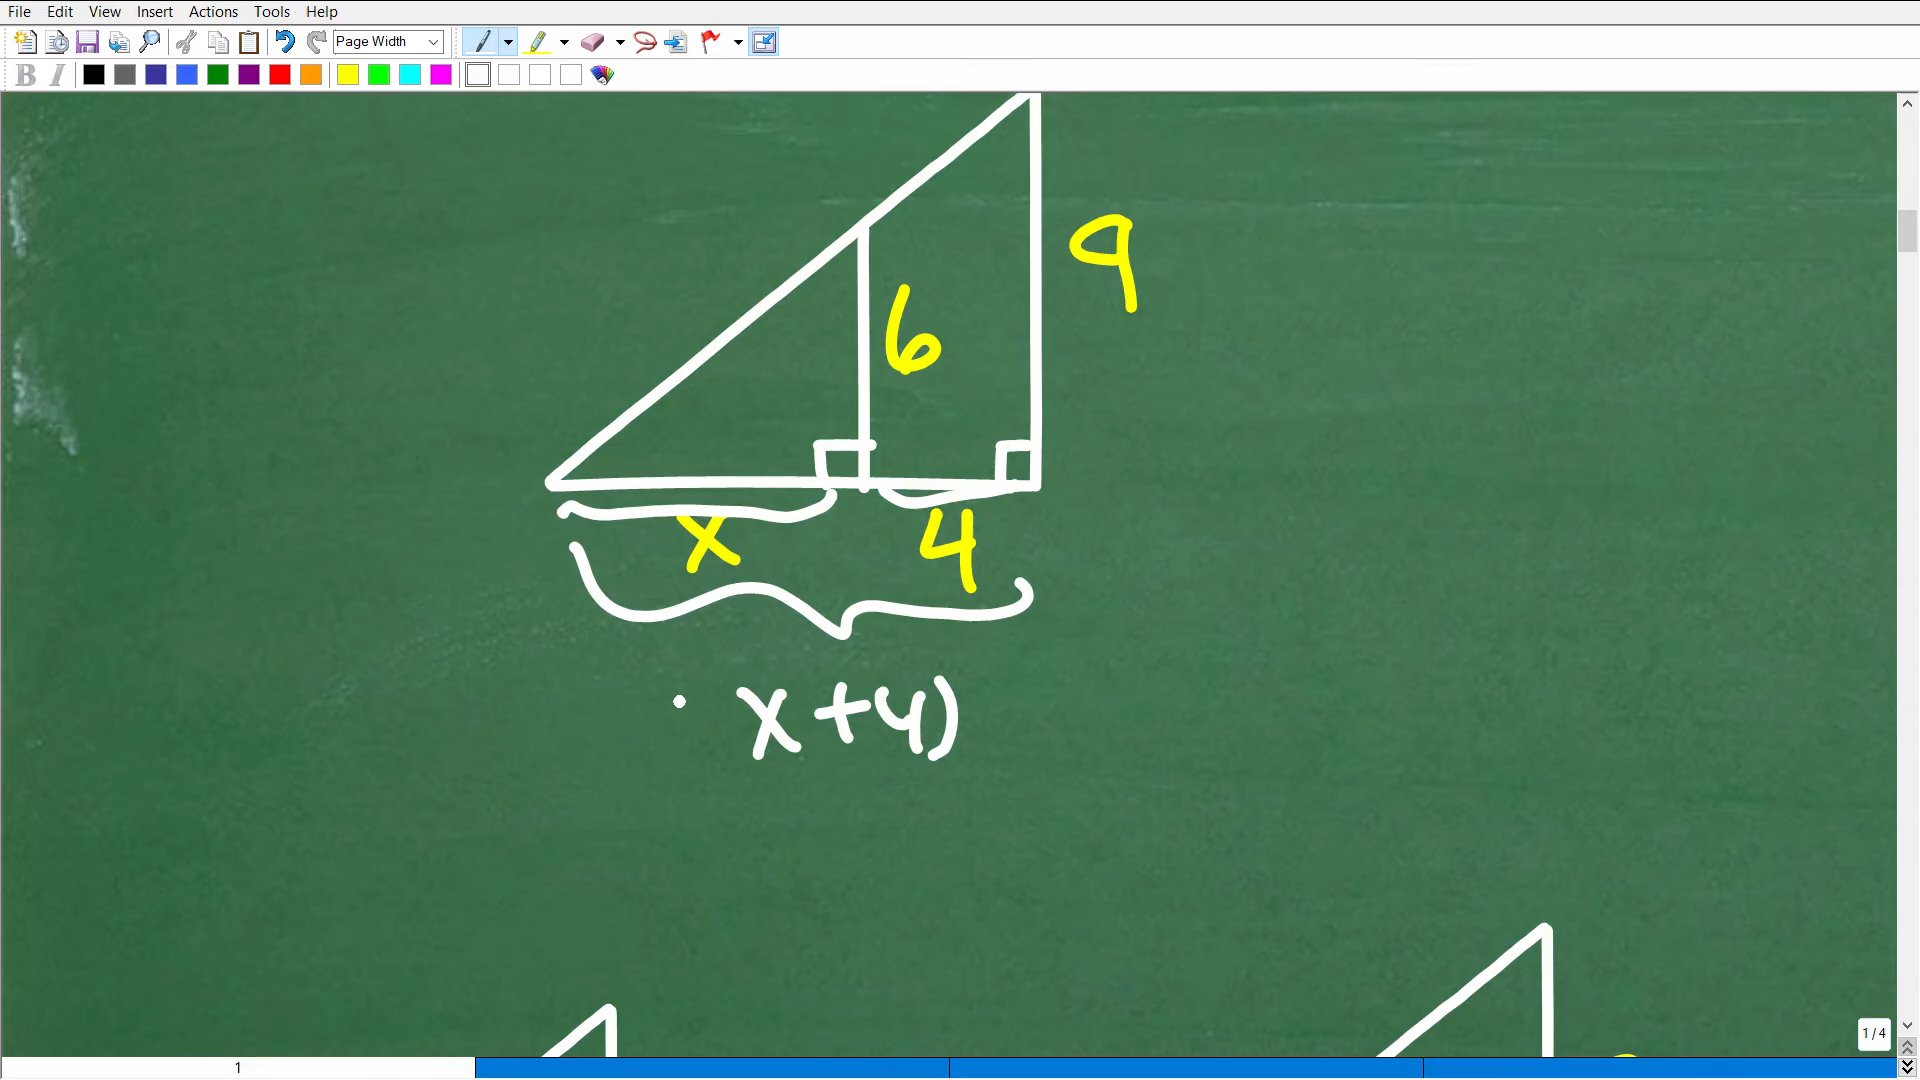 File Edit View Insert Actions Tools Help
Page Width
B I
9
6
x 4
x+4)
1/4
1